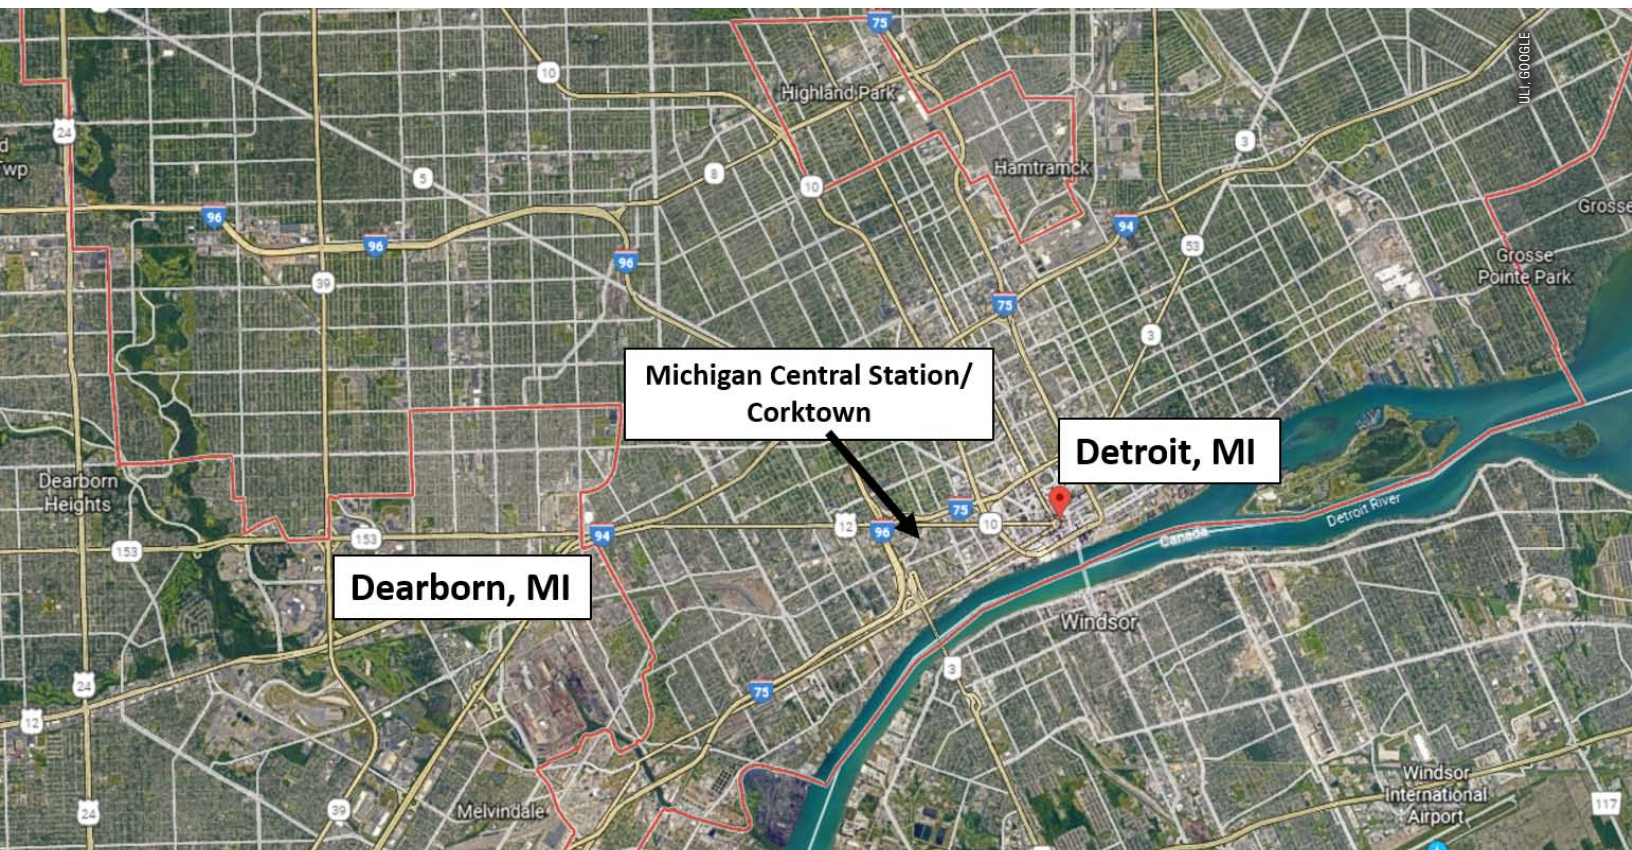 75
ULI, GOOGLE
10
Highland Park
24
3
d
Twp
Hamtramck
5
8
10
Grosse
96
94
96
53
96
Grosse
Pointe Park
39
75
3
Michigan Central Station/
Corktown
Detroit, MI
Dearborn
Heights
75
Detroit River
12
96
10
94
153
153
Canada
Dearborn, MI
Windsor
3
24
75
12
Windsor
International
Airport
117
24
39
Melvindale